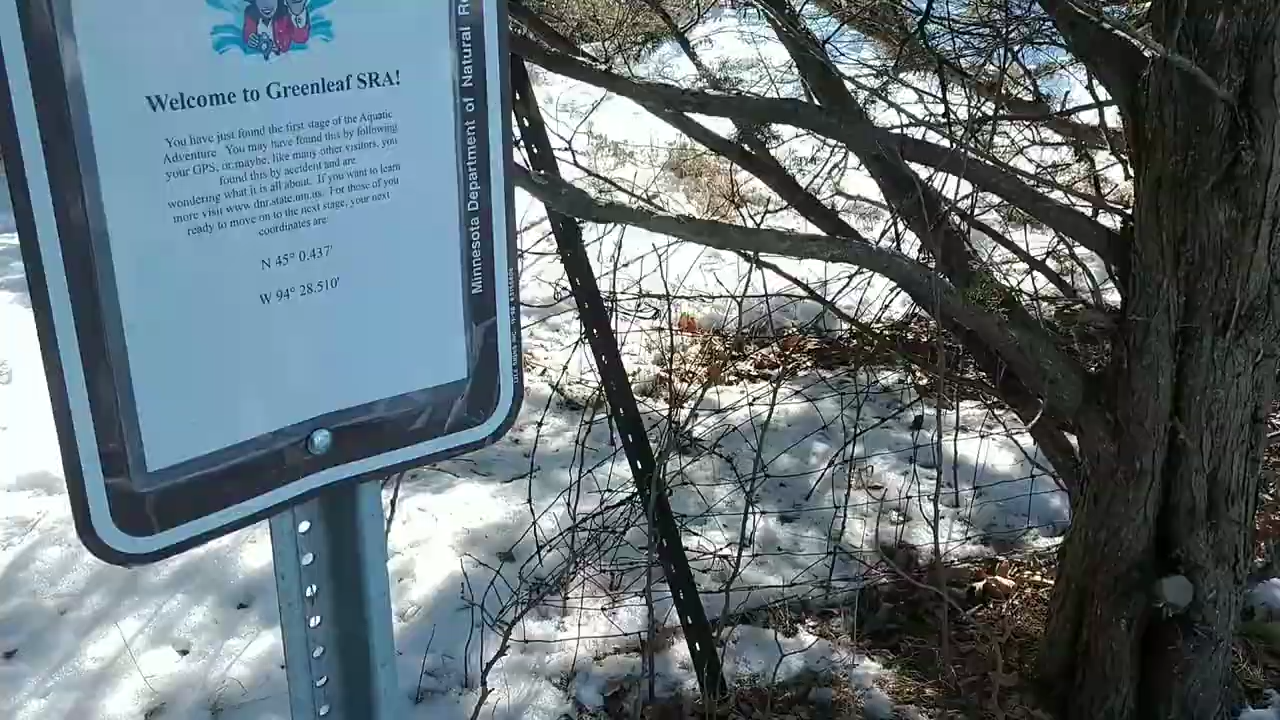 Welcome to Greenleaf SRA!
You have just found the first stage of the Aquatic
Adventure. You may have found this by following
your GPS, or maybe, like many other visitors, you
found this by accident and are
wondering what it is all about. If you want to learn
more visit www.dnr.state.mn.us. For those of you
ready to move on to the next stage, your next
coordinates are:
N 45° 0.437'
W 94° 28.510'
Minnesota Department of Natural